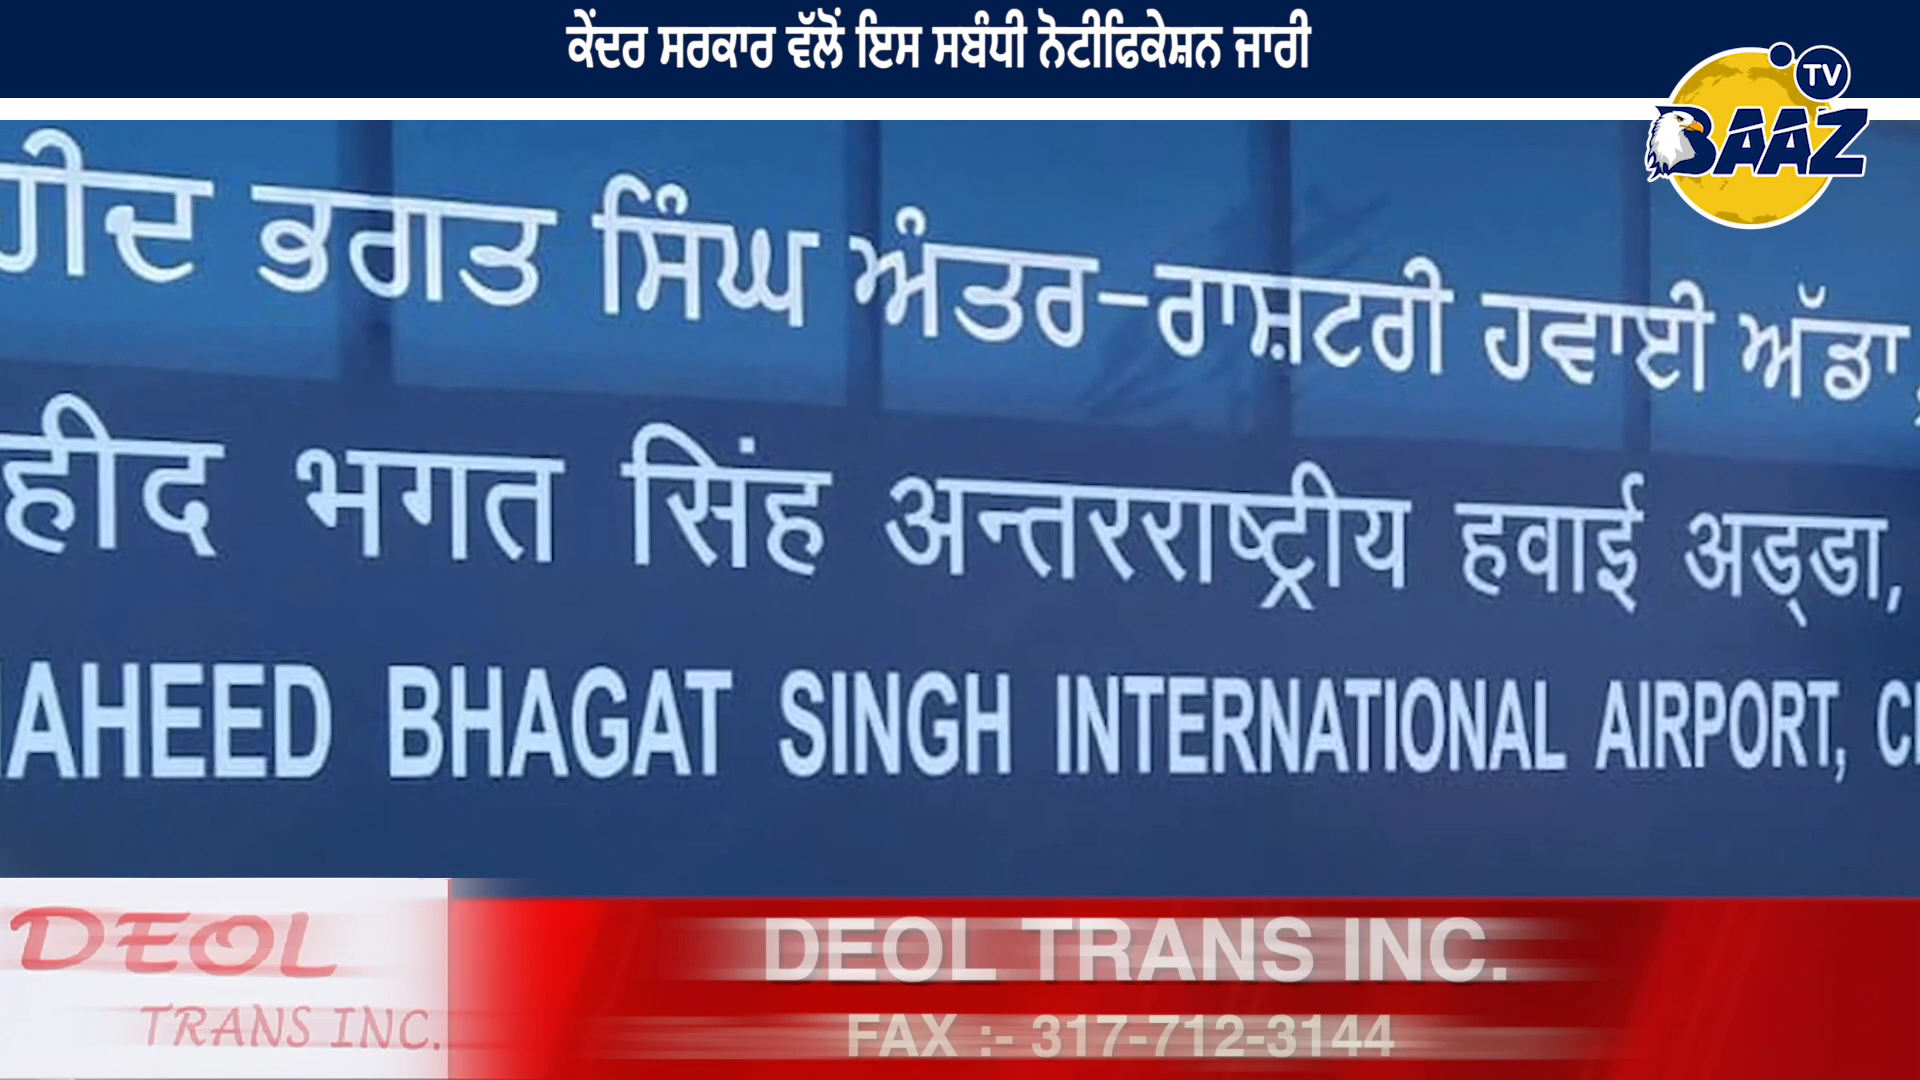 ਕੇਂਦਰ ਸਰਕਾਰ ਵੱਲੋਂ ਇਸ ਸਬੰਧੀ ਨੋਟੀਫਿਕੇਸ਼ਨ ਜਾਰੀ
TV
BAAZ
ਹੀਦ ਭਗਤ ਸਿੰਘ ਅੰਤਰ-ਰਾਸ਼ਟਰੀ ਹਵਾਈ ਅੱਡਾ,
हीद भगत सिंह अन्तरराष्ट्रीय हवाई अड्डा,
AHEED BHAGAT SINGH INTERNATIONAL AIRPORT, C
DEOL
TRANS INC.
DEOL TRANS INC.
FAX :- 317-712-3144